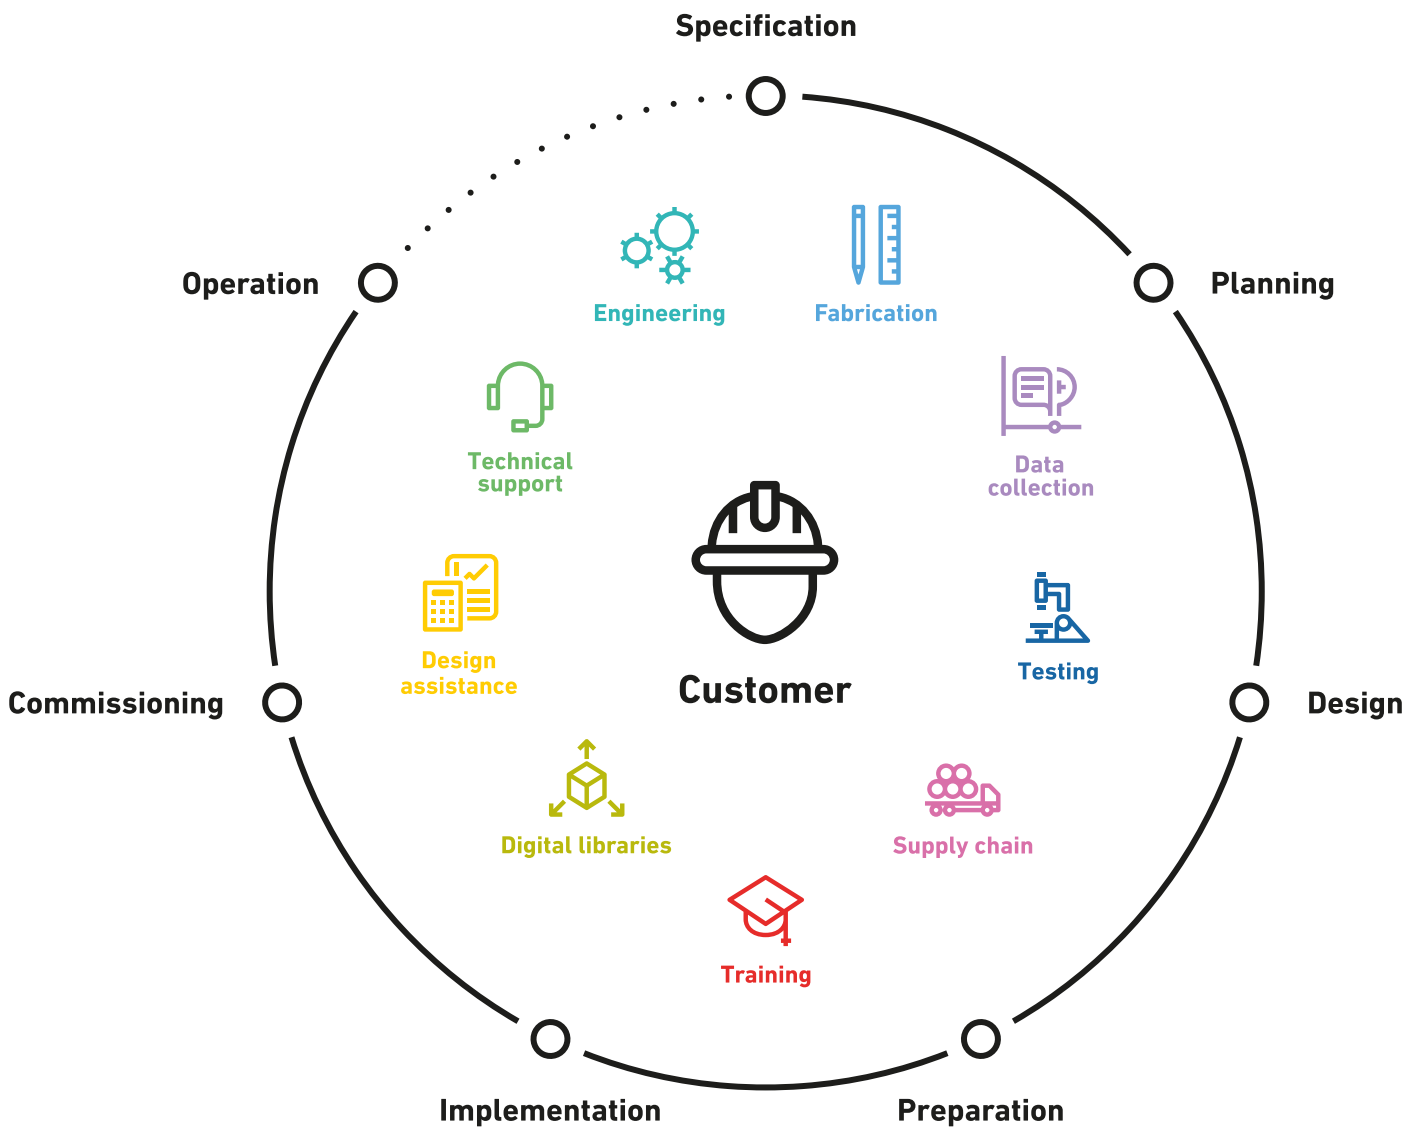 Specification
Operation
Planning
Engineering
Fabrication
Technical
support
Data
collection
Design
assistance
Customer
Testing
Commissioning
Design
Digital libraries
Supply chain
Training
Implementation
Preparation